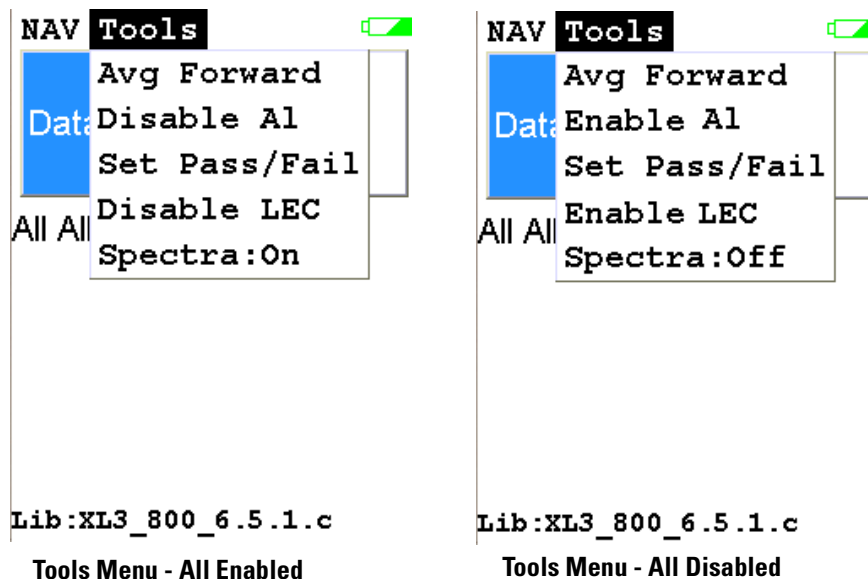 NAV Tools
Avg Forward
Data
Disable Al
Set Pass/Fail
Disable LEC
All All
Spectra:On
Lib:XL3_800_6.5.1.c
Tools Menu - All Enabled
NAV Tools
Avg Forward
Data
Enable Al
Set Pass/Fail
Enable LEC
All All
Spectra:Off
Lib:XL3_800_6.5.1.c
Tools Menu - All Disabled